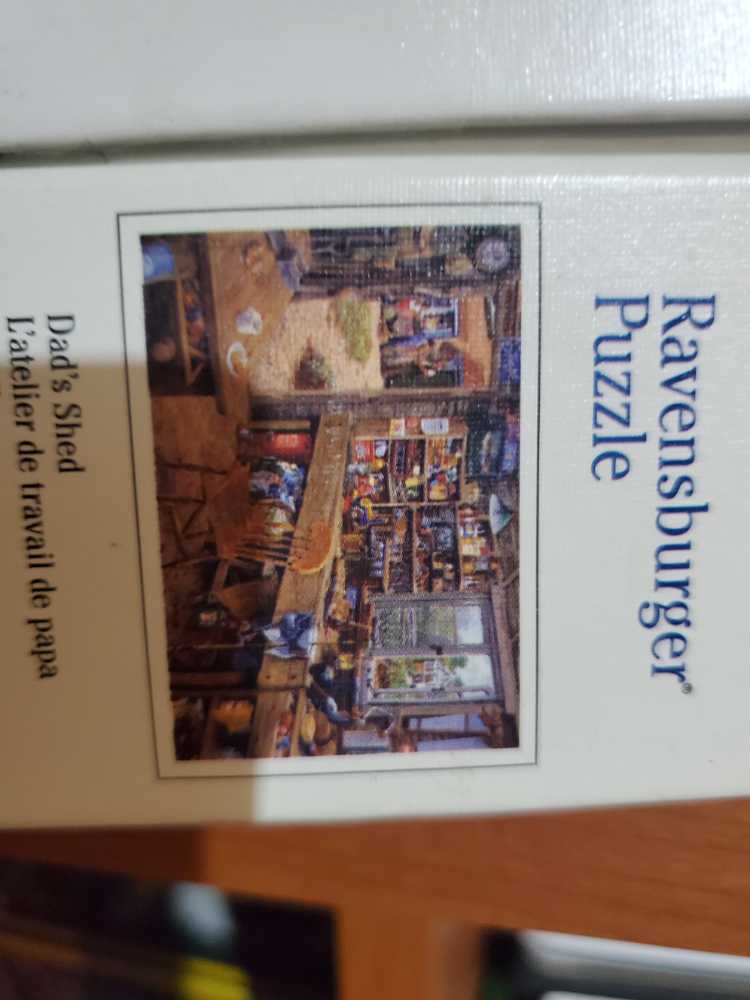 Ravensburger®
Puzzle
Dad's Shed
L'atelier de travail de papa